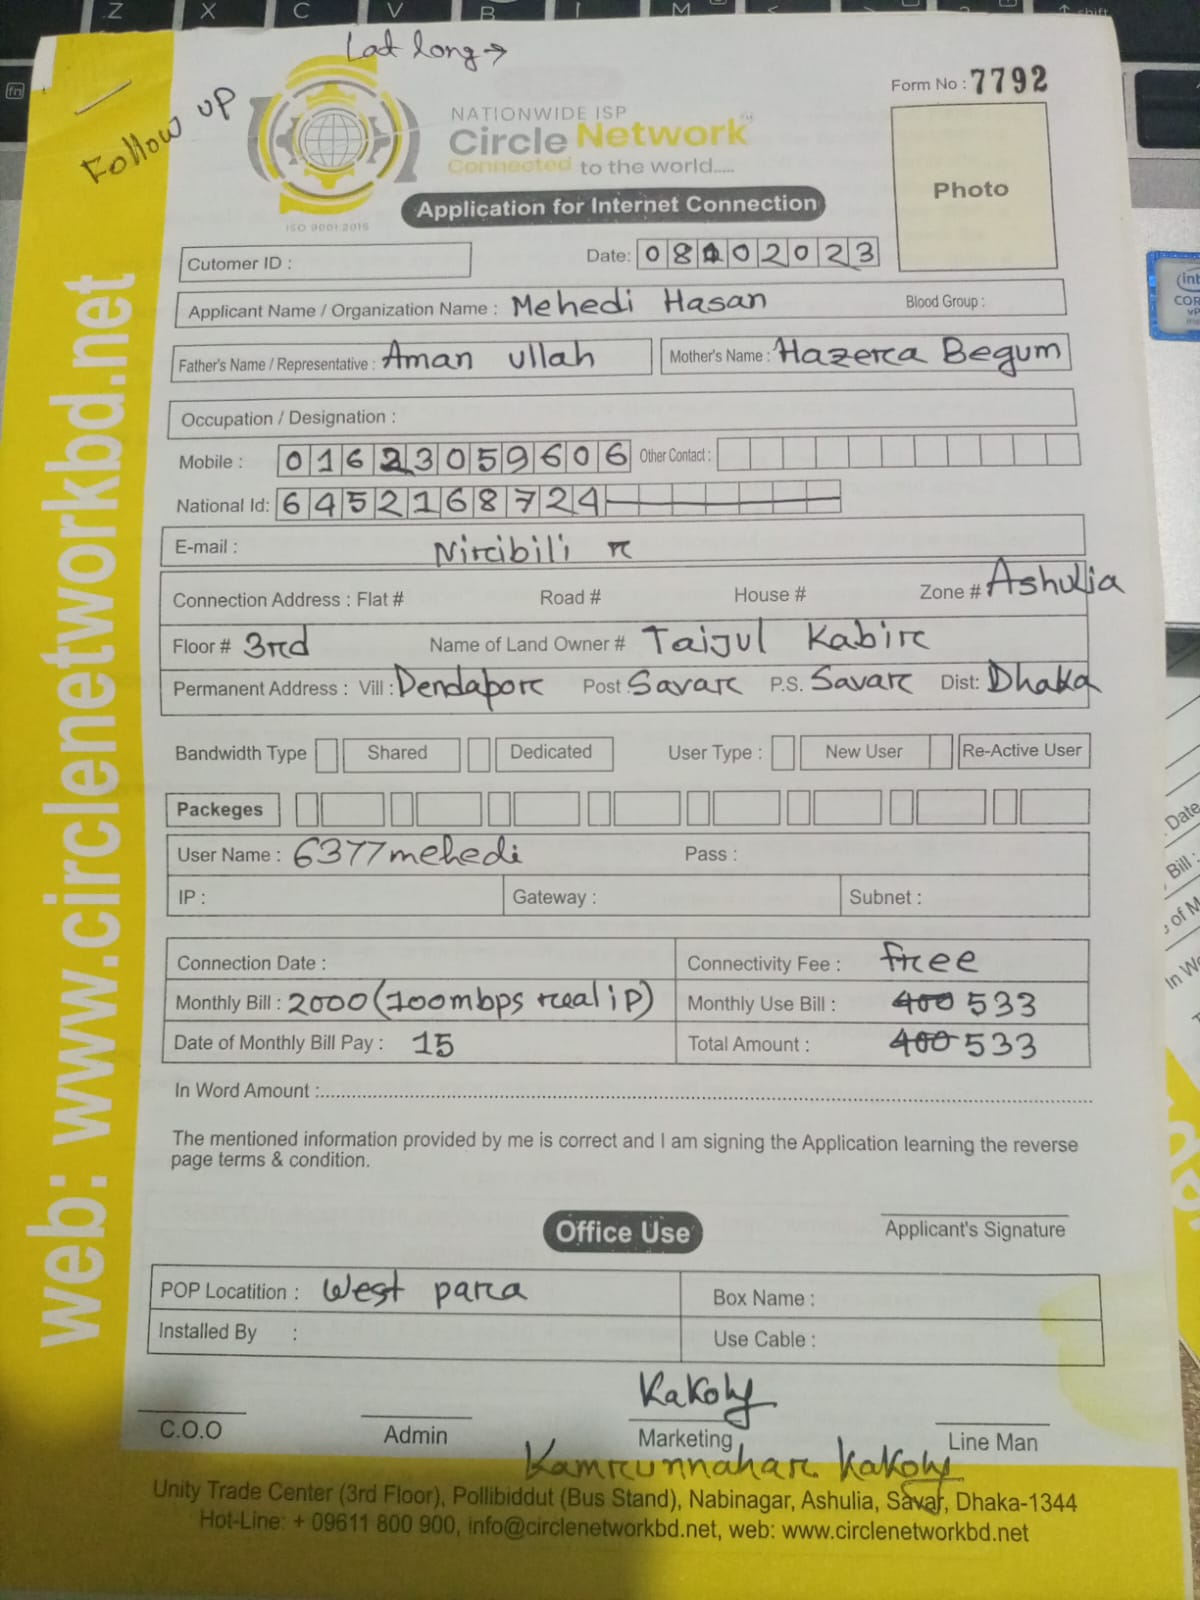 Lat long →
Follow UP
Form No : 7792
NATIONWIDE ISP
Circle Network™
Connected to the world.....
ISO 9001:2015
Application for Internet Connection
Photo
Cutomer ID :
Date: 08 02023
Applicant Name / Organization Name : Mehedi Hasan Blood Group :
Father's Name / Representative : Aman ullah Mother's Name : Hazera Begum
Occupation / Designation :
Mobile : 01623059606 Other Contact :
National Id: 6452168724
E-mail :
Niribili r
Connection Address : Flat # Road # House # Zone # Ashulia
Floor # 3rd Name of Land Owner # Taijul Kabir
Permanent Address : Vill : Dendabor Post Savar P.S. Savar Dist: Dhaka
Bandwidth Type Shared Dedicated User Type : New User Re-Active User
Packeges
User Name : 6377mehedi Pass :
IP : Gateway : Subnet :
Connection Date : Connectivity Fee : free
Monthly Bill : 2000 (100mbps real ip) Monthly Use Bill : 400 533
Date of Monthly Bill Pay : 15 Total Amount : 400 533
In Word Amount :
The mentioned information provided by me is correct and I am signing the Application learning the reverse
page terms & condition.
Applicant's Signature
Office Use
POP Locatition : West para Box Name :
Installed By : Use Cable :
Kakoly
C.O.O Admin Marketing Line Man
Kamrunnahar Kakoly
Unity Trade Center (3rd Floor), Pollibiddut (Bus Stand), Nabinagar, Ashulia, Savar, Dhaka-1344
Hot-Line: + 09611 800 900, info@circlenetworkbd.net, web: www.circlenetworkbd.net
web: www.circlenetworkbd.net